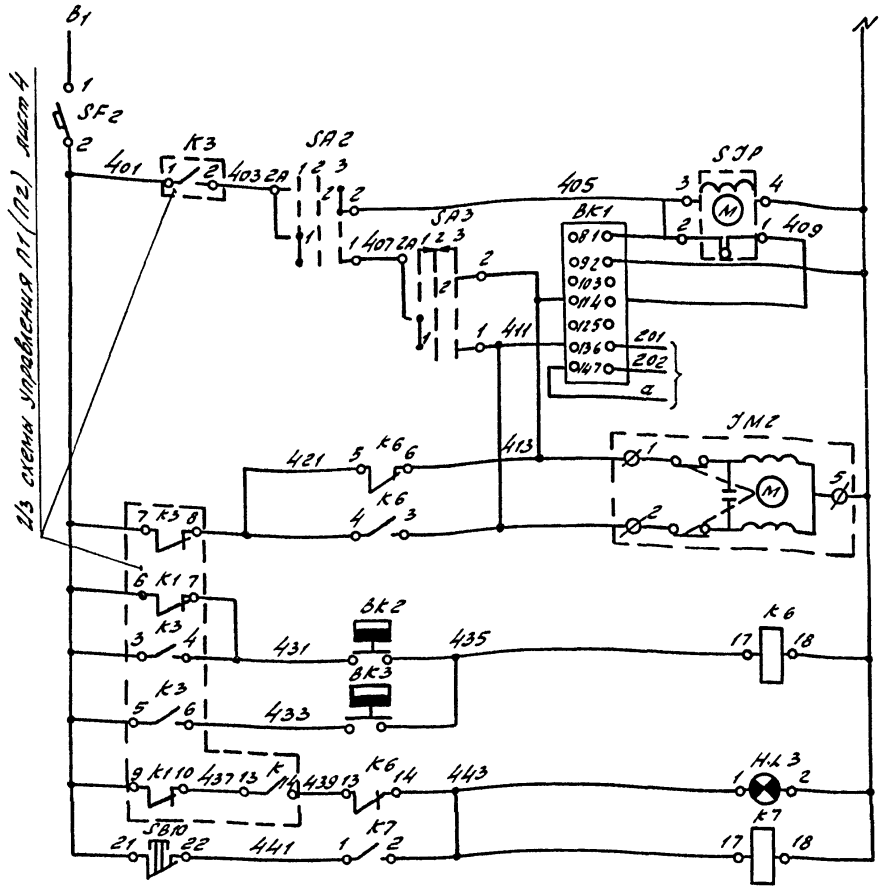 В1 N
1
SF2
2
Из схемы управления П1(П2) лист 4
401 К3 1 2 403 2А SA2 1 2 3 2 2 1 1
405 SJP 3 4 М 2 1 409
407 2А SA3 1 2 3 2 2 1 1 411
ВК1
8 1
9 2
10 3
11 4
12 5
13 6 201
14 7 202
а
JM2
421 5 К6 6 413 1 М 5
7 К3 8 4 К6 3 2
6 К1 7
3 К3 4 431 ВК2 435 17 К6 18
5 К3 6 433 ВК3
9 К1 10 437 13 К 14 439 13 К6 14 443 1 HL3 2
21 SB10 22 441 1 К7 2 17 К7 18